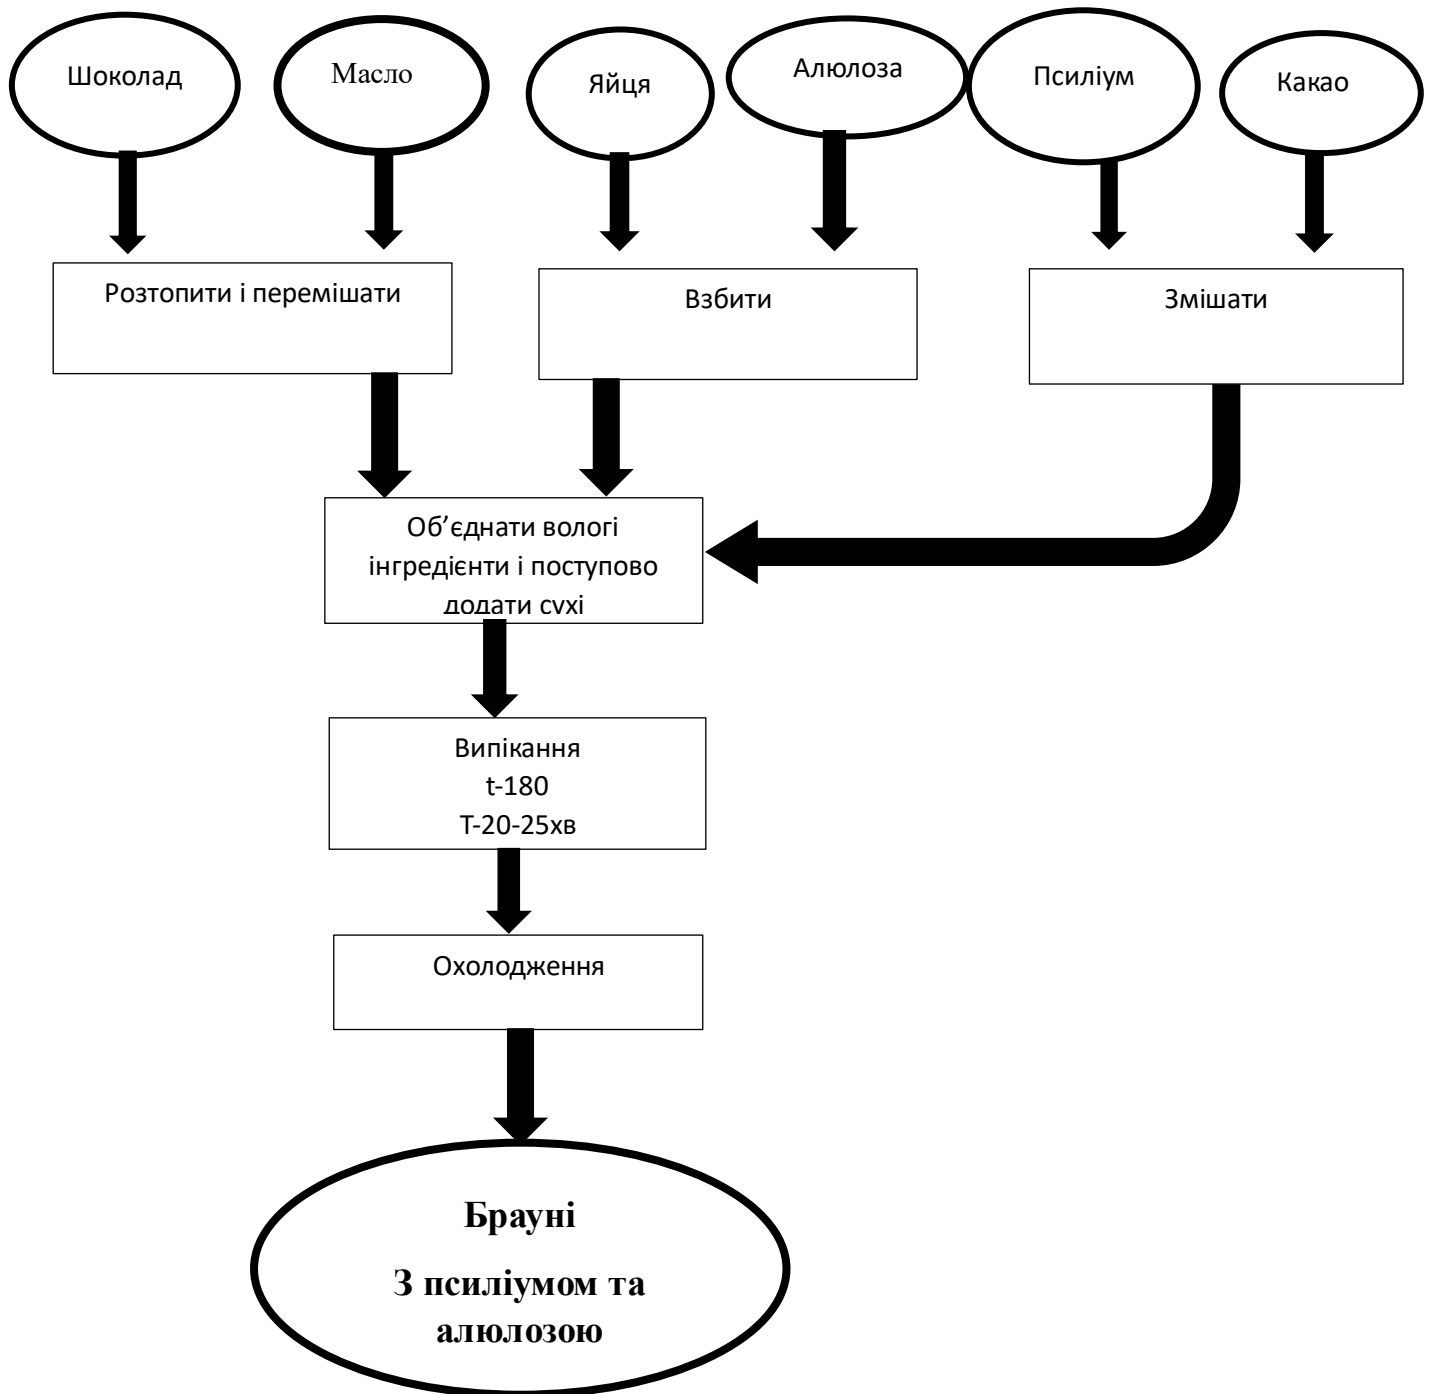 Шоколад
Масло
Яйця
Алюлоза
Псиліум
Какао
Розтопити і перемішати
Взбити
Змішати
Об’єднати вологі
інгредієнти і поступово
додати сухі
Випікання
t-180
Т-20-25хв
Охолодження
Брауні
З псиліумом та
алюлозою